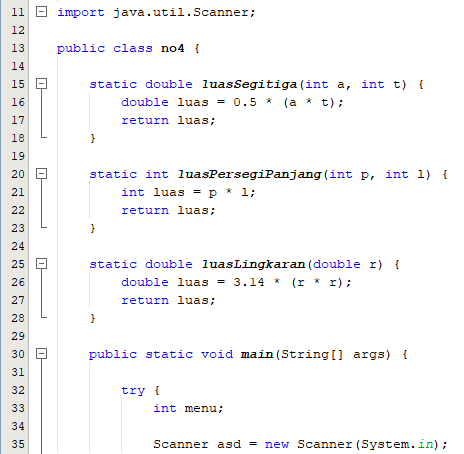 11 import java.util.Scanner;
12
13 public class no4 {
14
15 static double luasSegitiga(int a, int t) {
16 double luas = 0.5 * (a * t);
17 return luas;
18 }
19
20 static int luasPersegiPanjang(int p, int l) {
21 int luas = p * l;
22 return luas;
23 }
24
25 static double luasLingkaran(double r) {
26 double luas = 3.14 * (r * r);
27 return luas;
28 }
29
30 public static void main(String[] args) {
31
32 try {
33 int menu;
34
35 Scanner asd = new Scanner(System.in);